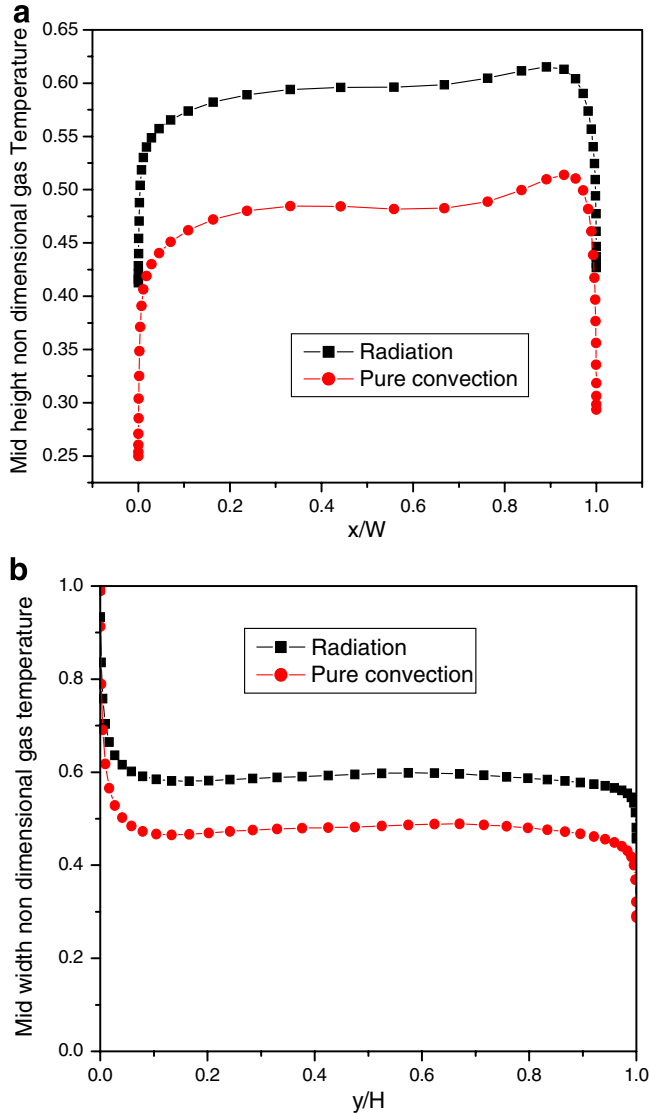 a
Mid height non dimensional gas Temperature
0.65
0.60
0.55
0.50
0.45
0.40
0.35
0.30
0.25
Radiation
Pure convection
0.0 0.2 0.4 0.6 0.8 1.0
x/W
b
Mid width non dimensional gas temperature
1.0
0.8
0.6
0.4
0.2
0.0
Radiation
Pure convection
0.0 0.2 0.4 0.6 0.8 1.0
y/H